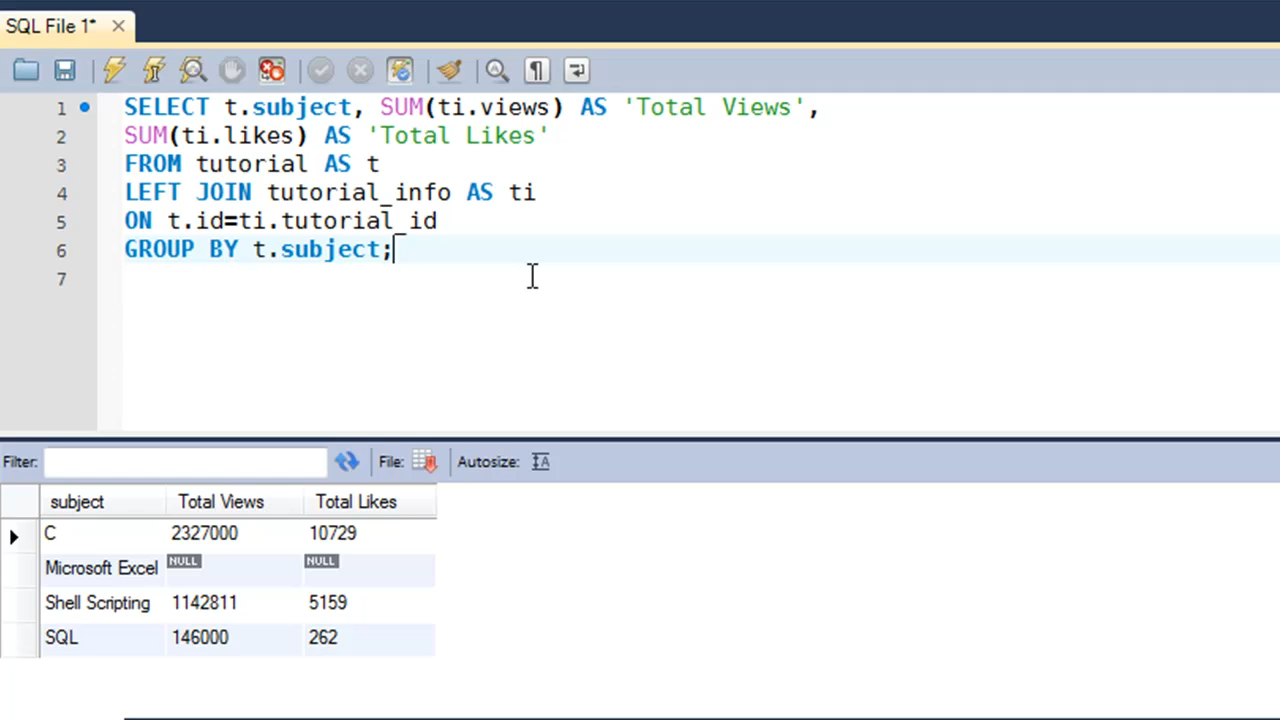 SQL File 1*
1 SELECT t.subject, SUM(ti.views) AS 'Total Views',
2 SUM(ti.likes) AS 'Total Likes'
3 FROM tutorial AS t
4 LEFT JOIN tutorial_info AS ti
5 ON t.id=ti.tutorial_id
6 GROUP BY t.subject;
7
Filter: File: Autosize:
subject Total Views Total Likes
C 2327000 10729
Microsoft Excel NULL NULL
Shell Scripting 1142811 5159
SQL 146000 262